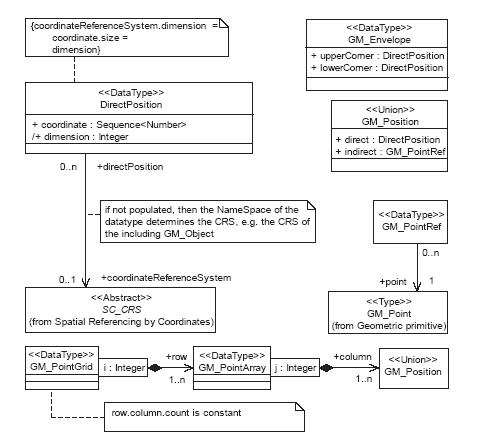 {coordinateReferenceSystem.dimension =
coordinate.size =
dimension}
<<DataType>>
GM_Envelope
+ upperCorner : DirectPosition
+ lowerCorner : DirectPosition
<<DataType>>
DirectPosition
+ coordinate : Sequence<Number>
/+ dimension : Integer
<<Union>>
GM_Position
+ direct : DirectPosition
+ indirect : GM_PointRef
0..n
+directPosition
if not populated, then the NameSpace of the
datatype determines the CRS, e.g. the CRS of
the including GM_Object
<<DataType>>
GM_PointRef
0..n
0..1
+coordinateReferenceSystem
+point
1
<<Abstract>>
SC_CRS
(from Spatial Referencing by Coordinates)
<<Type>>
GM_Point
(from Geometric primitive)
<<DataType>>
GM_PointGrid
i : Integer
+row
1..n
<<DataType>>
GM_PointArray
j : Integer
+column
1..n
<<Union>>
GM_Position
row.column.count is constant